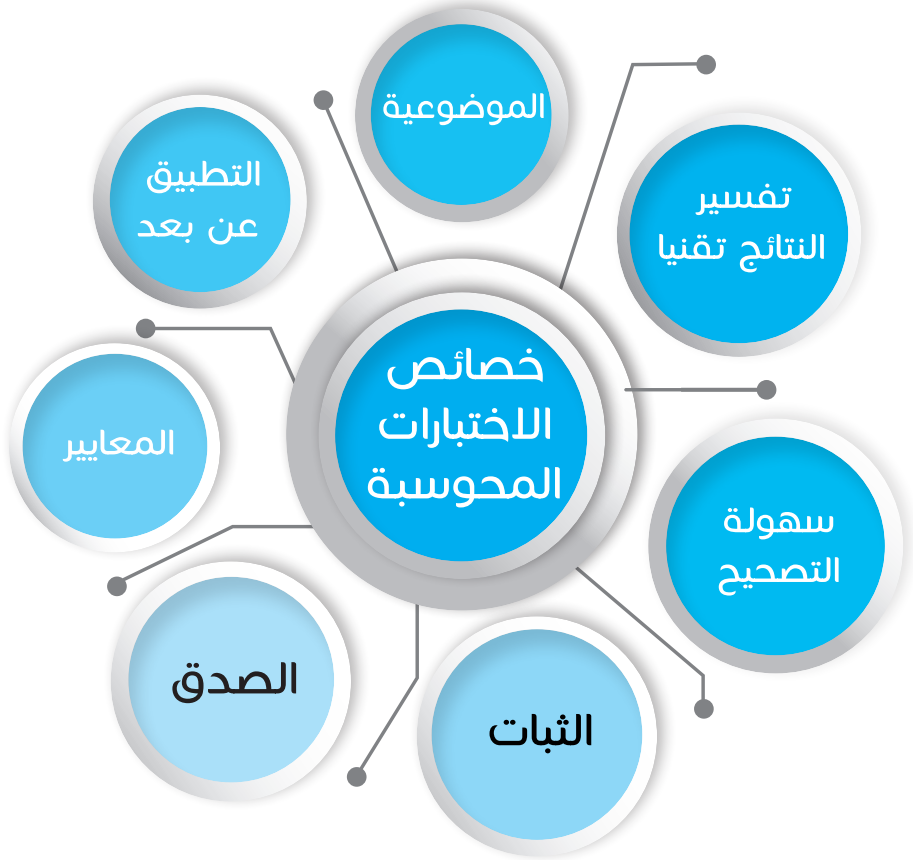 خصائص
الاختبارات
المحوسبة
الموضوعية
تفسير
النتائج تقنيا
سهولة
التصحيح
الثبات
الصدق
المعايير
التطبيق
عن بعد